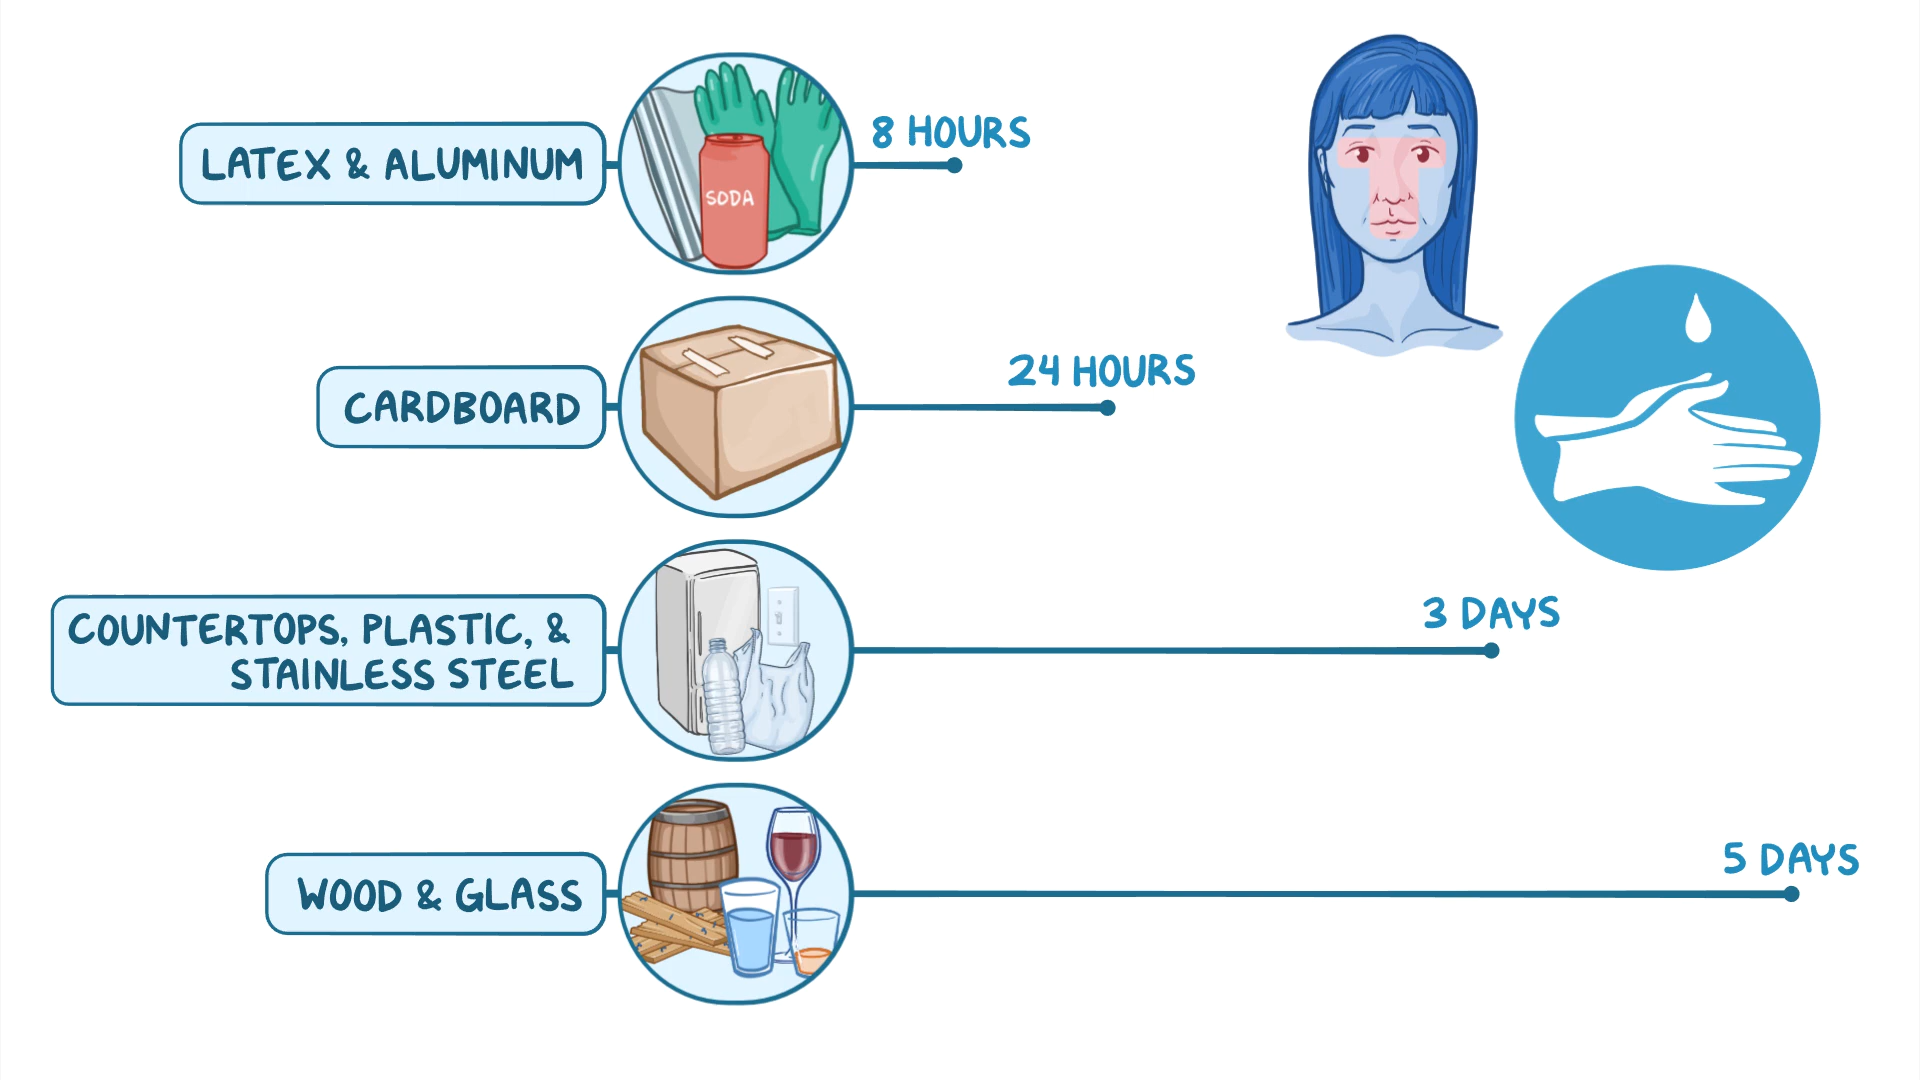 LATEX & ALUMINUM
SODA
8 HOURS
CARDBOARD
24 HOURS
COUNTERTOPS, PLASTIC, &
STAINLESS STEEL
3 DAYS
WOOD & GLASS
5 DAYS